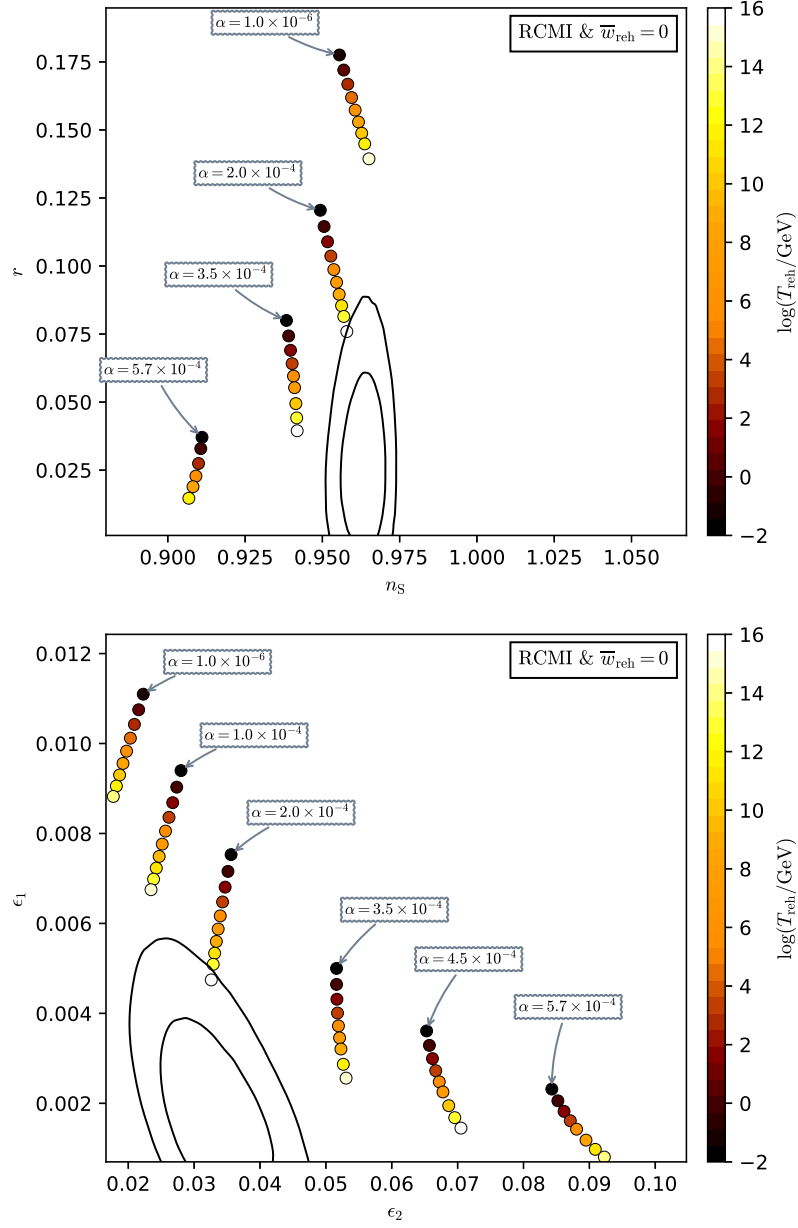 α = 1.0 × 10⁻⁶
RCMI & w̅_reh = 0
α = 2.0 × 10⁻⁴
α = 3.5 × 10⁻⁴
α = 5.7 × 10⁻⁴
0.175
0.150
0.125
0.100
0.075
0.050
0.025
r
0.900 0.925 0.950 0.975 1.000 1.025 1.050
n_S
16
14
12
10
8
6
4
2
0
−2
log(T_reh/GeV)
RCMI & w̅_reh = 0
α = 1.0 × 10⁻⁶
α = 1.0 × 10⁻⁴
α = 2.0 × 10⁻⁴
α = 3.5 × 10⁻⁴
α = 4.5 × 10⁻⁴
α = 5.7 × 10⁻⁴
0.012
0.010
0.008
0.006
0.004
0.002
ϵ₁
0.02 0.03 0.04 0.05 0.06 0.07 0.08 0.09 0.10
ϵ₂
16
14
12
10
8
6
4
2
0
−2
log(T_reh/GeV)